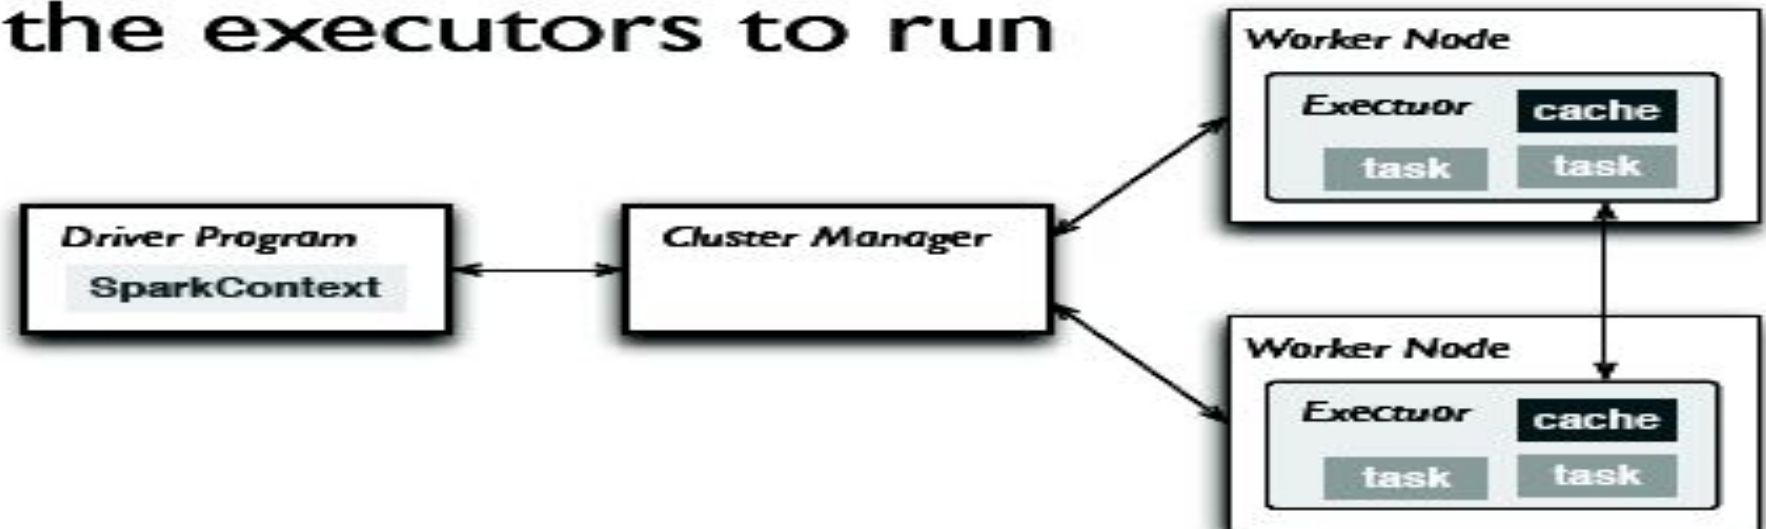 the executors to run
Worker Node
Exectuor cache
task task
Driver Program
SparkContext
Cluster Manager
Worker Node
Exectuor cache
task task